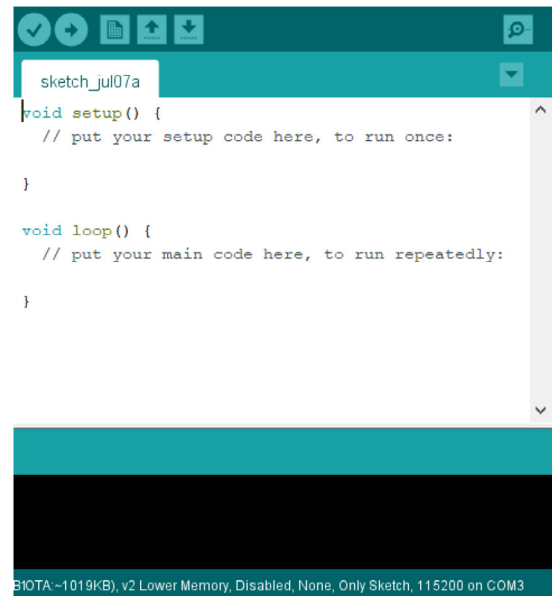 sketch_jul07a
void setup() {
  // put your setup code here, to run once:
}
void loop() {
  // put your main code here, to run repeatedly:
}
OTA:~1019KB), v2 Lower Memory, Disabled, None, Only Sketch, 115200 on COM3